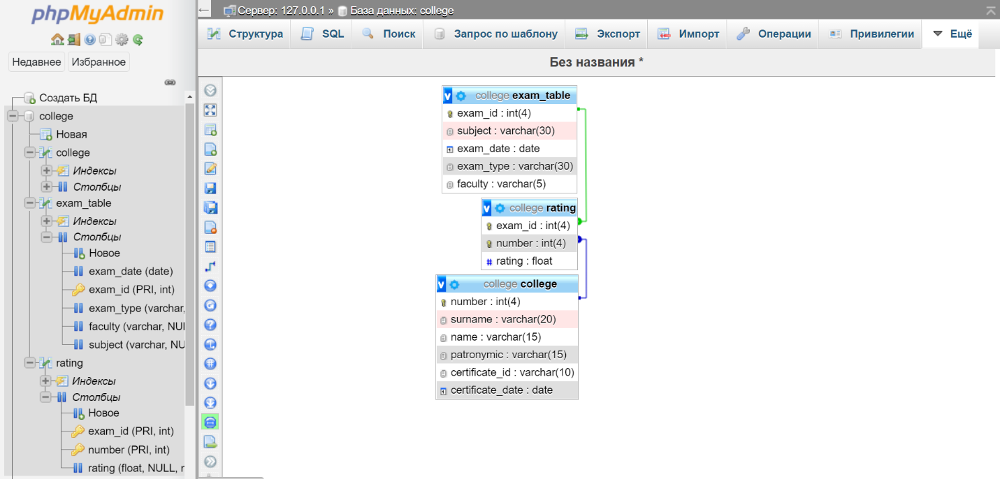 phpMyAdmin
Недавнее Избранное
Создать БД
college
Новая
college
Индексы
Столбцы
exam_table
Индексы
Столбцы
Новое
exam_date (date)
exam_id (PRI, int)
exam_type (varchar,
faculty (varchar, NUI
subject (varchar, NU
rating
Индексы
Столбцы
Новое
exam_id (PRI, int)
number (PRI, int)
rating (float, NULL, r
← Сервер: 127.0.0.1 » База данных: college
Структура SQL Поиск Запрос по шаблону Экспорт Импорт Операции Привилегии Ещё
Без названия *
v college exam_table
exam_id : int(4)
subject : varchar(30)
exam_date : date
exam_type : varchar(30)
faculty : varchar(5)
v college rating
exam_id : int(4)
number : int(4)
# rating : float
v college college
number : int(4)
surname : varchar(20)
name : varchar(15)
patronymic : varchar(15)
certificate_id : varchar(10)
certificate_date : date